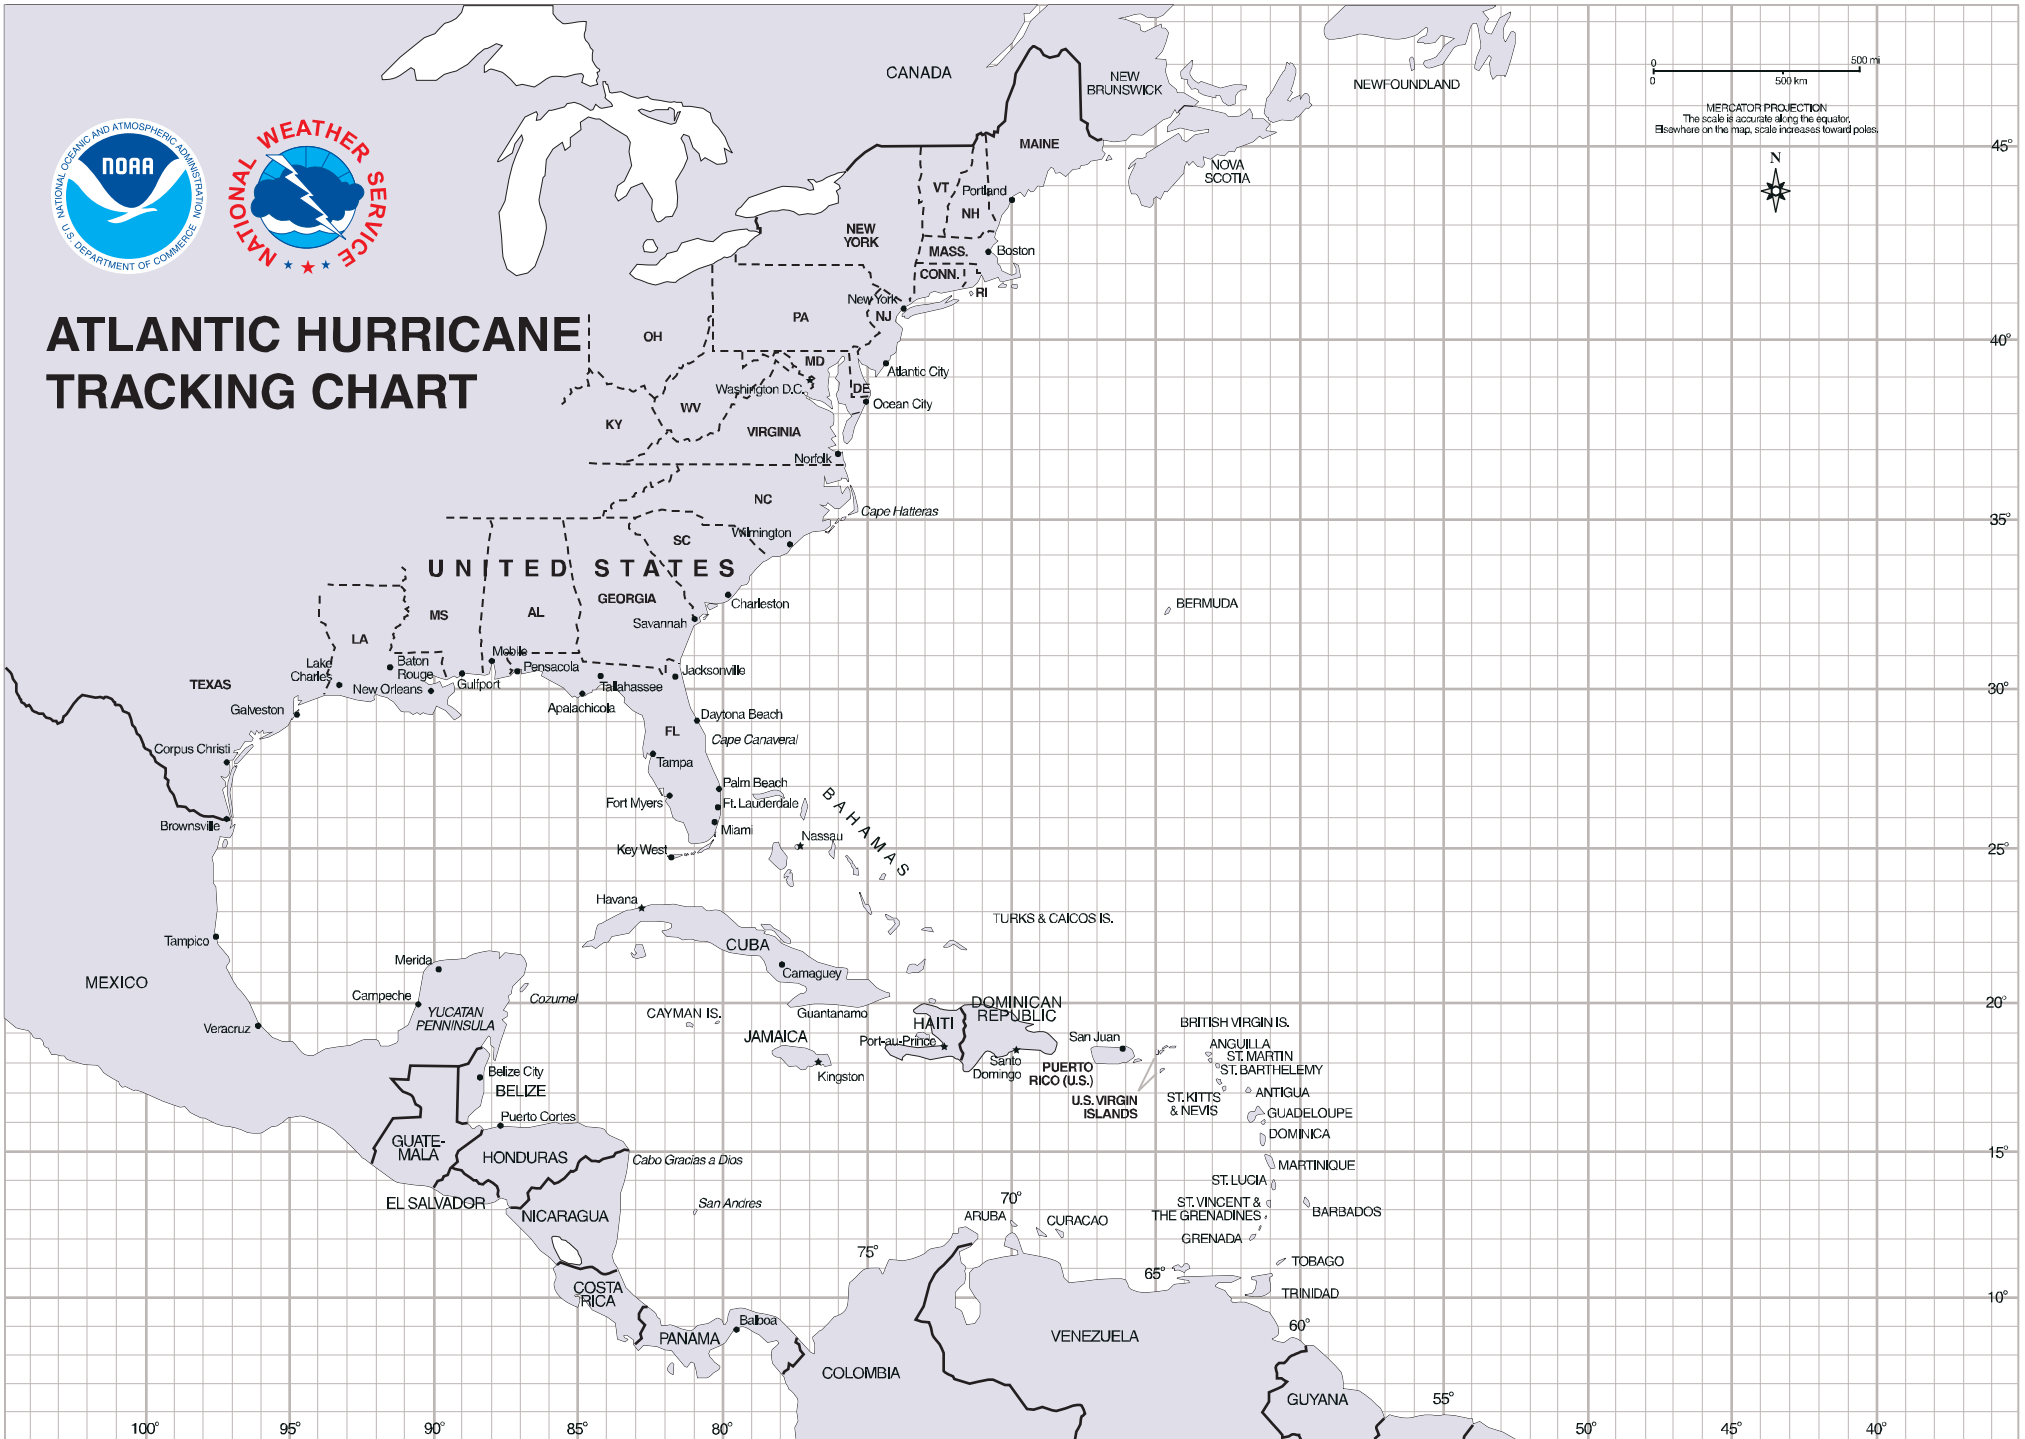 CANADA
NEW
BRUNSWICK
NEWFOUNDLAND
0 500 mi
0 500 km
MERCATOR PROJECTION
The scale is accurate along the equator.
Elsewhere on the map, scale increases toward poles.
N
NATIONAL OCEANIC AND ATMOSPHERIC ADMINISTRATION
NOAA
U.S. DEPARTMENT OF COMMERCE
NATIONAL WEATHER SERVICE
ATLANTIC HURRICANE
TRACKING CHART
MAINE
45°
NOVA
SCOTIA
VT
Portland
NH
NEW
YORK
MASS.
Boston
CONN.
RI
New York
NJ
PA
OH
40°
MD
Atlantic City
Washington D.C.
DE
Ocean City
WV
KY
VIRGINIA
Norfolk
NC
Cape Hatteras
35°
Wilmington
SC
UNITED STATES
GEORGIA
Charleston
BERMUDA
MS
AL
Savannah
LA
Mobile
Lake
Charles
Baton
Rouge
Pensacola
Jacksonville
TEXAS
New Orleans
Gulfport
Tallahassee
30°
Galveston
Apalachicola
Daytona Beach
FL
Cape Canaveral
Corpus Christi
Tampa
Palm Beach
Fort Myers
Ft. Lauderdale
BAHAMAS
Brownsville
Miami
Nassau
Key West
25°
Havana
TURKS & CAICOS IS.
Tampico
CUBA
Merida
Camaguey
MEXICO
Campeche
Cozumel
20°
YUCATAN
PENNINSULA
CAYMAN IS.
Guantanamo
DOMINICAN
REPUBLIC
HAITI
Veracruz
JAMAICA
Port-au-Prince
San Juan
BRITISH VIRGIN IS.
ANGUILLA
ST. MARTIN
ST. BARTHELEMY
Santo
Domingo
Kingston
PUERTO
RICO (U.S.)
Belize City
BELIZE
U.S. VIRGIN
ISLANDS
ST. KITTS
& NEVIS
ANTIGUA
GUADELOUPE
Puerto Cortes
DOMINICA
GUATE-
MALA
HONDURAS
Cabo Gracias a Dios
15°
MARTINIQUE
ST. LUCIA
EL SALVADOR
San Andres
70°
ST. VINCENT &
THE GRENADINES
BARBADOS
NICARAGUA
ARUBA
CURACAO
GRENADA
75°
TOBAGO
65°
COSTA
RICA
TRINIDAD
10°
Balboa
60°
PANAMA
VENEZUELA
COLOMBIA
GUYANA
55°
100° 95° 90° 85° 80° 50° 45° 40°